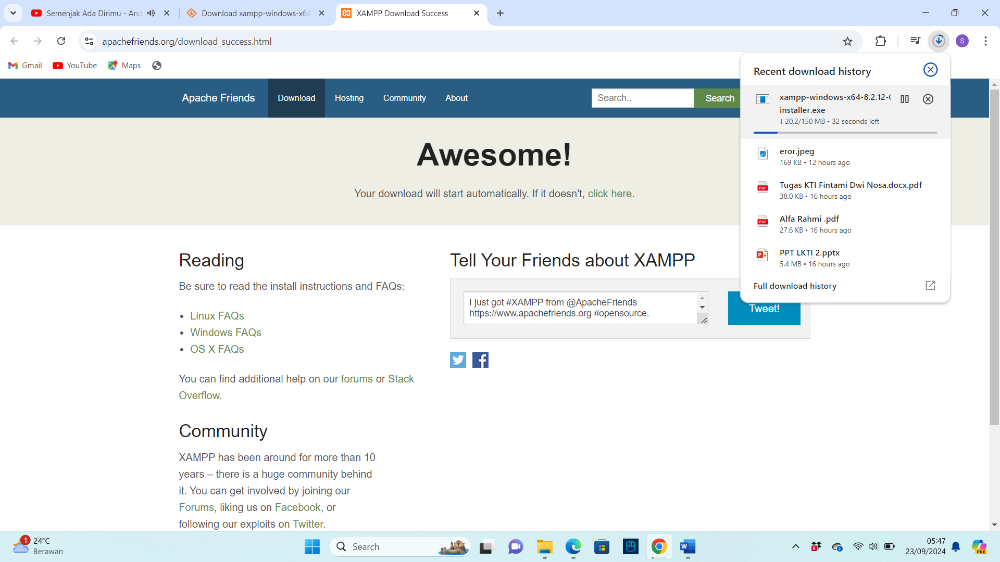 Semenjak Ada Dirimu - And
Download xampp-windows-x64
XAMPP Download Success
apachefriends.org/download_success.html
S
Gmail
YouTube
Maps
Recent download history
xampp-windows-x64-8.2.12-0
installer.exe
↓ 20.2/150 MB • 32 seconds left
eror.jpeg
169 KB • 12 hours ago
PDF
Tugas KTI Fintami Dwi Nosa.docx.pdf
38.0 KB • 16 hours ago
PDF
Alfa Rahmi .pdf
27.6 KB • 16 hours ago
PPT LKTI 2.pptx
5.4 MB • 16 hours ago
Full download history
Apache Friends
Download
Hosting
Community
About
Search..
Search
Awesome!
Your download will start automatically. If it doesn't, click here.
Reading
Be sure to read the install instructions and FAQs:
• Linux FAQs
• Windows FAQs
• OS X FAQs
You can find additional help on our forums or Stack
Overflow.
Tell Your Friends about XAMPP
I just got #XAMPP from @ApacheFriends
https://www.apachefriends.org #opensource.
Tweet!
Community
XAMPP has been around for more than 10
years – there is a huge community behind
it. You can get involved by joining our
Forums, liking us on Facebook, or
following our exploits on Twitter.
1
24°C
Berawan
Search
6
05:47
23/09/2024
PRE